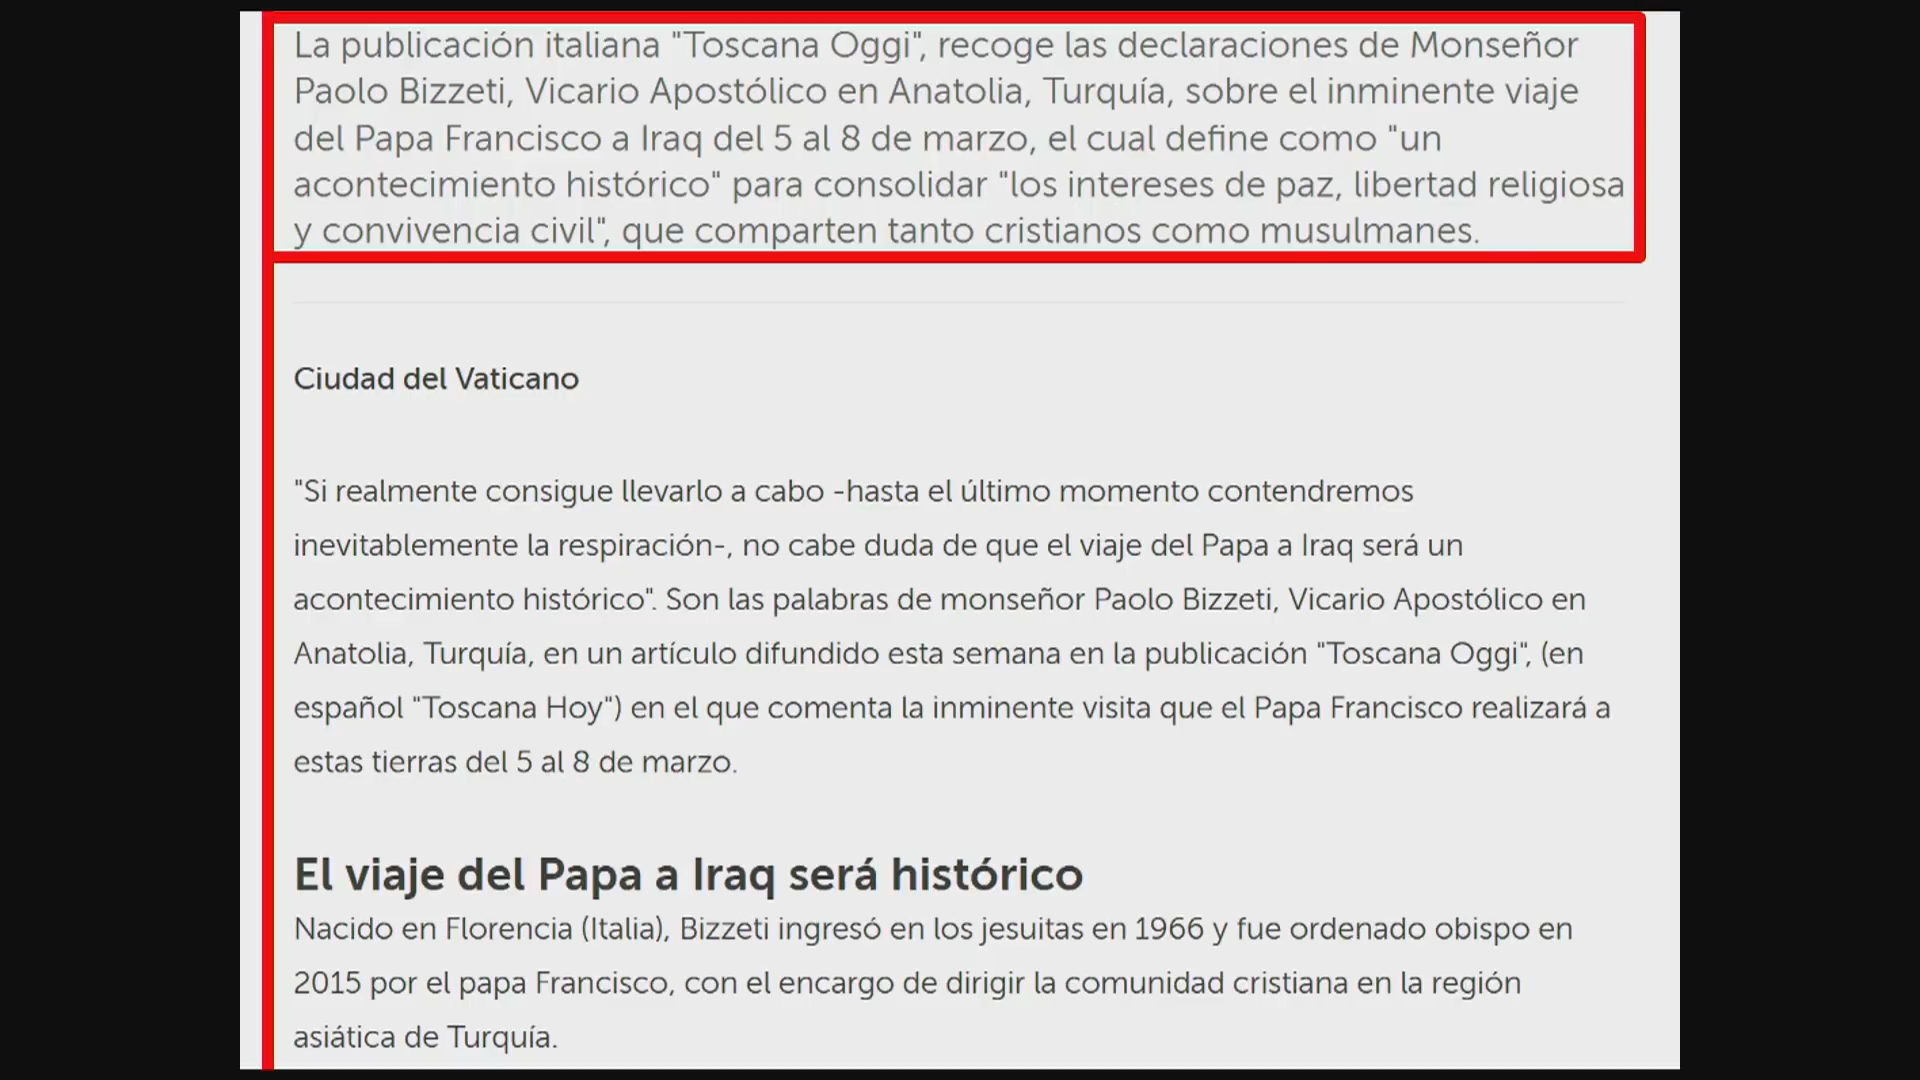 La publicación italiana "Toscana Oggi", recoge las declaraciones de Monseñor
Paolo Bizzeti, Vicario Apostólico en Anatolia, Turquía, sobre el inminente viaje
del Papa Francisco a Iraq del 5 al 8 de marzo, el cual define como "un
acontecimiento histórico" para consolidar "los intereses de paz, libertad religiosa
y convivencia civil", que comparten tanto cristianos como musulmanes.
Ciudad del Vaticano
"Si realmente consigue llevarlo a cabo -hasta el último momento contendremos
inevitablemente la respiración-, no cabe duda de que el viaje del Papa a Iraq será un
acontecimiento histórico". Son las palabras de monseñor Paolo Bizzeti, Vicario Apostólico en
Anatolia, Turquía, en un artículo difundido esta semana en la publicación "Toscana Oggi", (en
español "Toscana Hoy") en el que comenta la inminente visita que el Papa Francisco realizará a
estas tierras del 5 al 8 de marzo.
El viaje del Papa a Iraq será histórico
Nacido en Florencia (Italia), Bizzeti ingresó en los jesuitas en 1966 y fue ordenado obispo en
2015 por el papa Francisco, con el encargo de dirigir la comunidad cristiana en la región
asiática de Turquía.